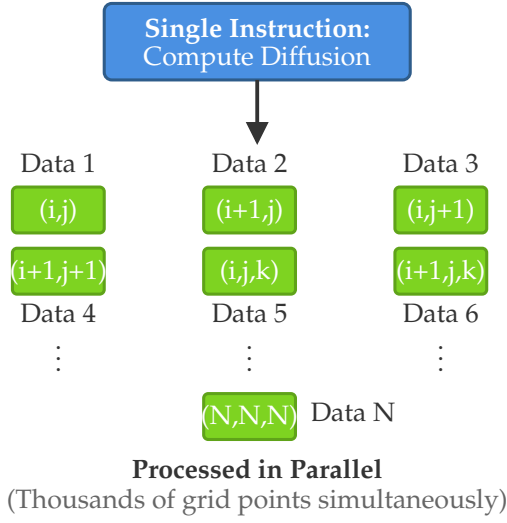 Single Instruction:
Compute Diffusion
Data 1 Data 2 Data 3
(i,j) (i+1,j) (i,j+1)
(i+1,j+1) (i,j,k) (i+1,j,k)
Data 4 Data 5 Data 6
⋮ ⋮ ⋮
(N,N,N) Data N
Processed in Parallel
(Thousands of grid points simultaneously)